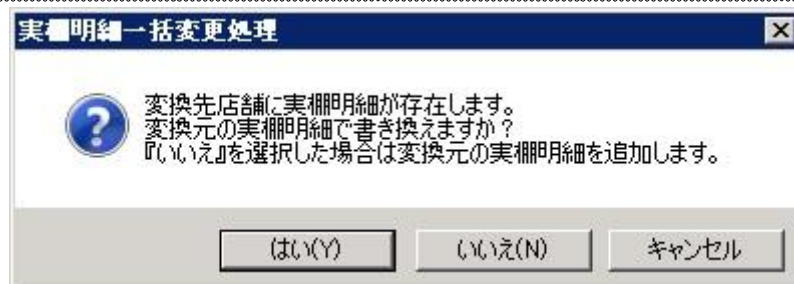 実棚明細一括変更処理
変換先店舗に実棚明細が存在します。
変換元の実棚明細で書き換えますか？
『いいえ』を選択した場合は変換元の実棚明細を追加します。
はい(Y)
いいえ(N)
キャンセル